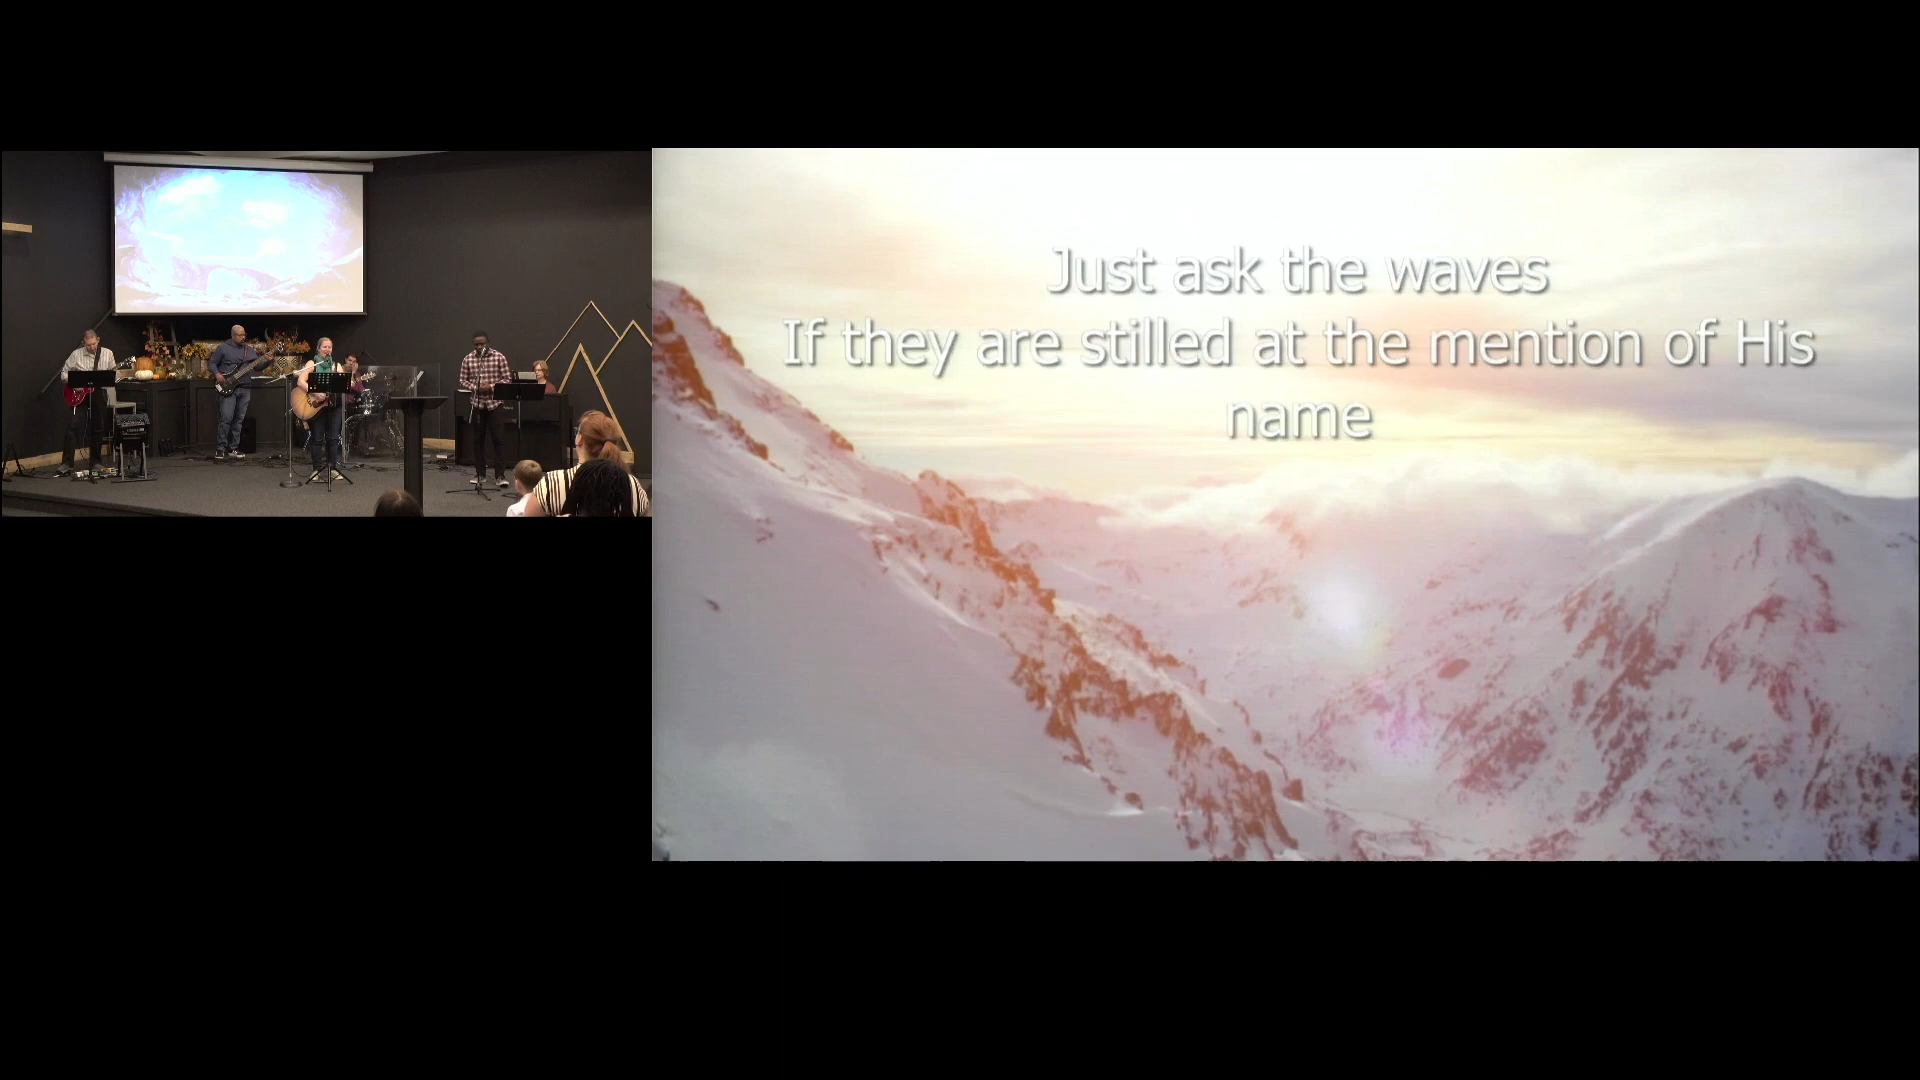 Just ask the waves
If they are stilled at the mention of His
name